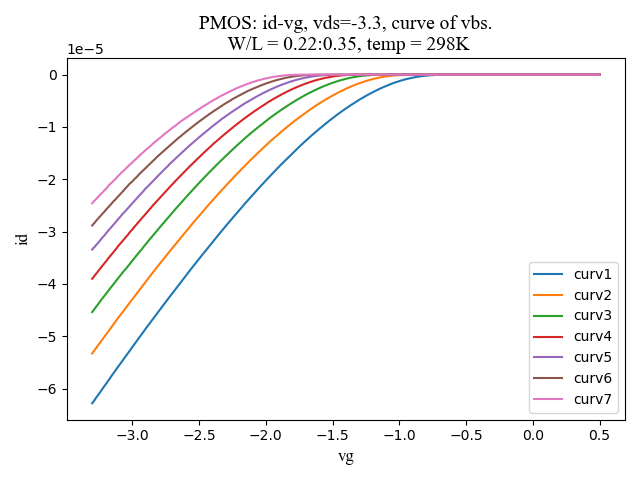 PMOS: id-vg, vds=-3.3, curve of vbs.
W/L = 0.22:0.35, temp = 298K
1e−5
0
−1
−2
−3
−4
−5
−6
id
−3.0
−2.5
−2.0
−1.5
−1.0
−0.5
0.0
0.5
vg
curv1
curv2
curv3
curv4
curv5
curv6
curv7